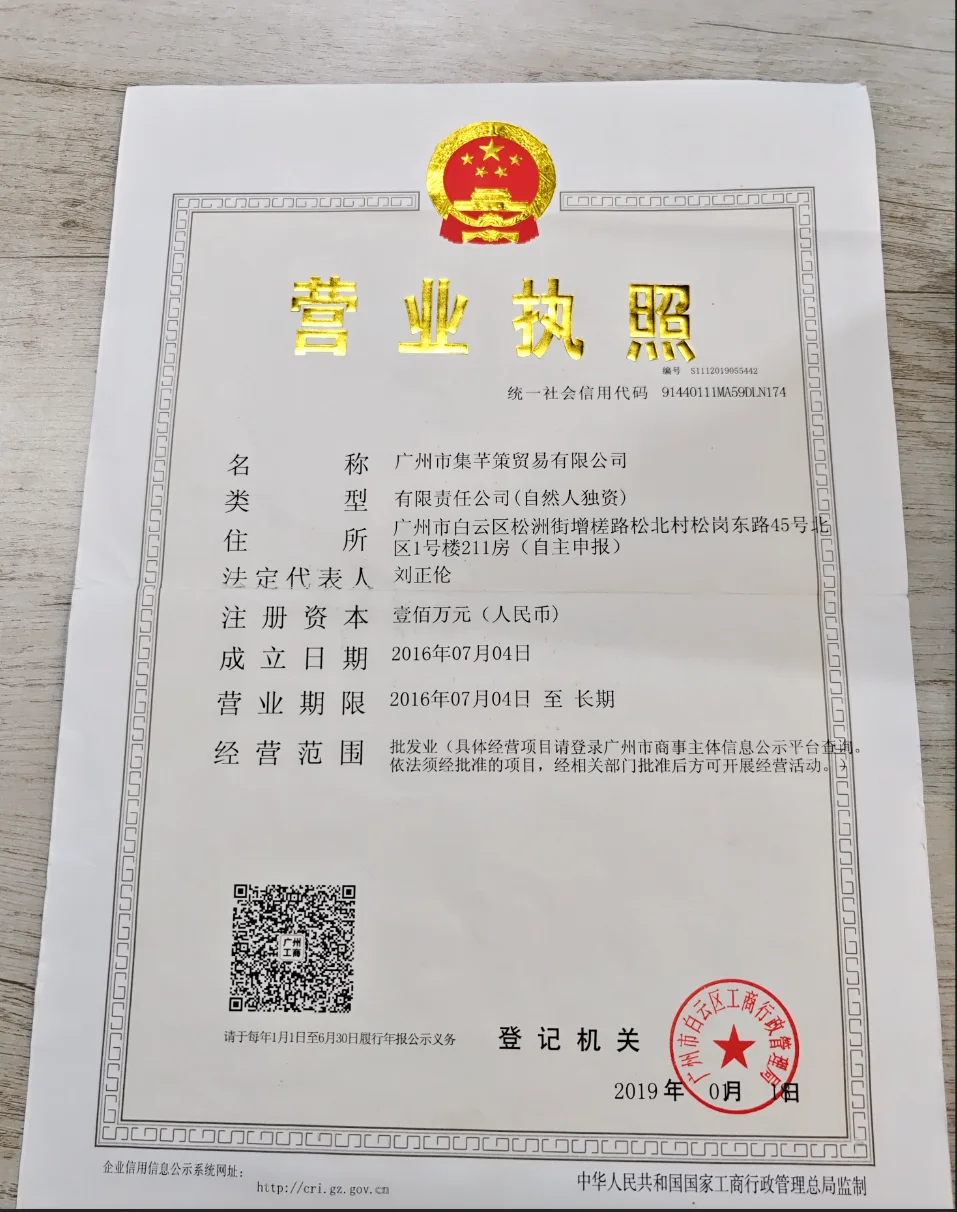 营业执照
编号 S1112019055442
统一社会信用代码 91440111MA59DLN174
名称 广州市集芊策贸易有限公司
类型 有限责任公司(自然人独资)
住所 广州市白云区松洲街增槎路松北村松岗东路45号北
区1号楼211房（自主申报）
法定代表人 刘正伦
注册资本 壹佰万元（人民币）
成立日期 2016年07月04日
营业期限 2016年07月04日 至 长期
经营范围 批发业（具体经营项目请登录广州市商事主体信息公示平台查询。
依法须经批准的项目，经相关部门批准后方可开展经营活动。）
广州
工商
请于每年1月1日至6月30日履行年报公示义务
登记机关
广州市白云区工商行政管理局
2019年 01月 18日
企业信用信息公示系统网址：
http://cri.gz.gov.cn
中华人民共和国国家工商行政管理总局监制